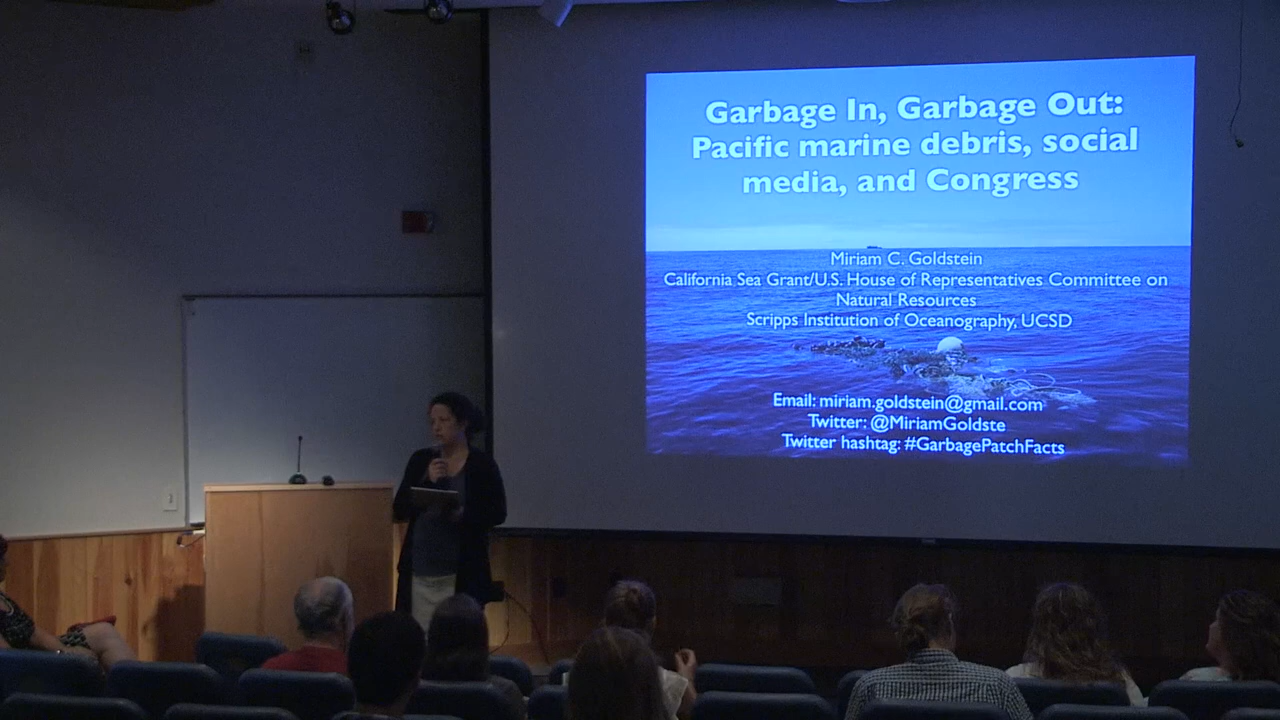 Garbage In, Garbage Out:
Pacific marine debris, social
media, and Congress
Miriam C. Goldstein
California Sea Grant/U.S. House of Representatives Committee on
Natural Resources
Scripps Institution of Oceanography, UCSD
Email: miriam.goldstein@gmail.com
Twitter: @MiriamGoldste
Twitter hashtag: #GarbagePatchFacts